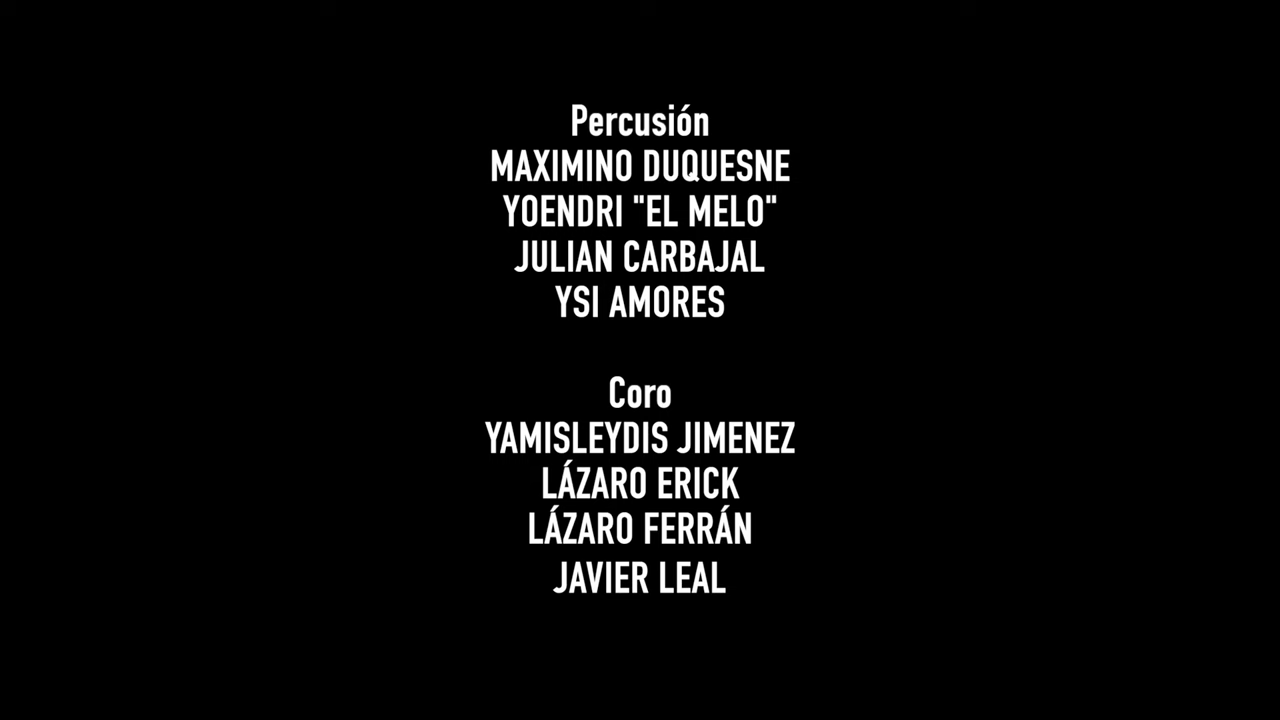 Percusión
MAXIMINO DUQUESNE
YOENDRI "EL MELO"
JULIAN CARBAJAL
YSI AMORES
Coro
YAMISLEYDIS JIMENEZ
LÁZARO ERICK
LÁZARO FERRÁN
JAVIER LEAL